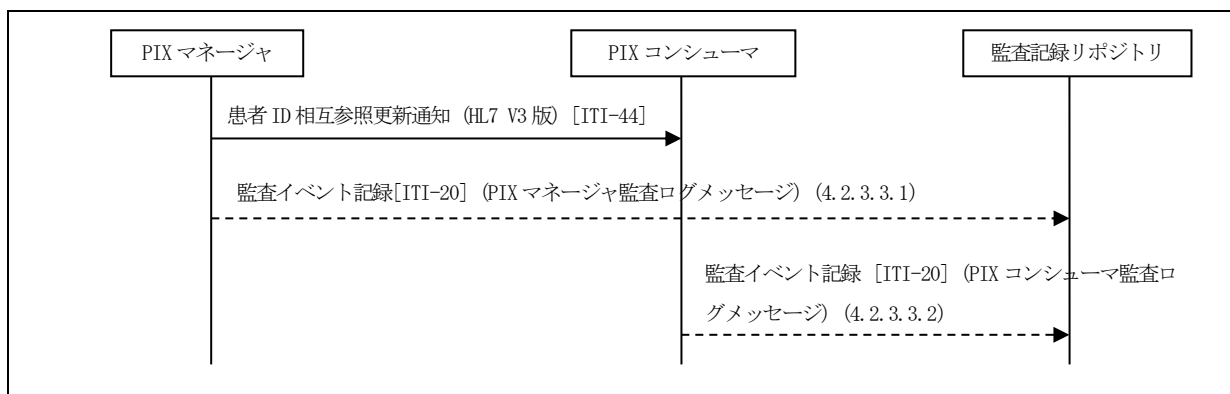 PIX マネージャ
PIX コンシューマ
監査記録リポジトリ
患者 ID 相互参照更新通知 (HL7 V3 版) [ITI-44]
監査イベント記録[ITI-20] (PIX マネージャ監査ログメッセージ) (4.2.3.3.1)
監査イベント記録 [ITI-20] (PIX コンシューマ監査ロ
グメッセージ) (4.2.3.3.2)